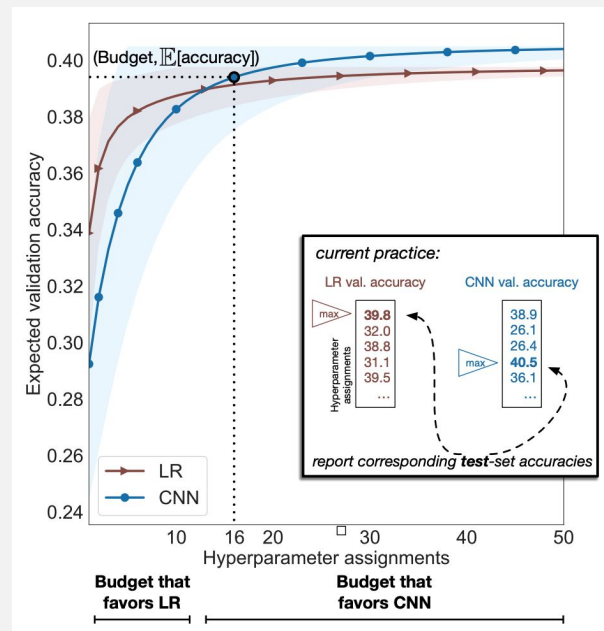 (Budget, 𝔼[accuracy])
0.40
0.38
0.36
0.34
0.32
0.30
0.28
0.26
0.24
Expected validation accuracy
LR
CNN
10 16 20 30 40 50
Hyperparameter assignments
Budget that
favors LR
Budget that
favors CNN
current practice:
LR val. accuracy
max
Hyperparameter
assignments
39.8
32.0
38.8
31.1
39.5
...
CNN val. accuracy
max
38.9
26.1
26.4
40.5
36.1
...
report corresponding test-set accuracies